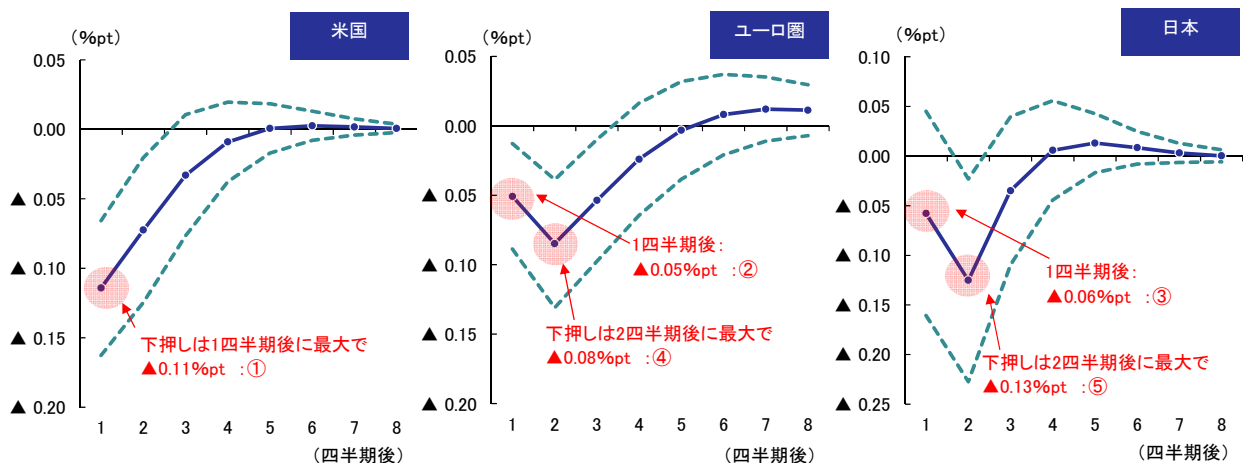 米国
(%pt)
0.05
0.00
▲ 0.05
▲ 0.10
▲ 0.15
▲ 0.20
1 2 3 4 5 6 7 8
(四半期後)
下押しは1四半期後に最大で
▲0.11%pt :①
ユーロ圏
(%pt)
0.05
0.00
▲ 0.05
▲ 0.10
▲ 0.15
▲ 0.20
1 2 3 4 5 6 7 8
(四半期後)
1四半期後:
▲0.05%pt :②
下押しは2四半期後に最大で
▲0.08%pt :④
日本
(%pt)
0.10
0.05
0.00
▲ 0.05
▲ 0.10
▲ 0.15
▲ 0.20
▲ 0.25
1 2 3 4 5 6 7 8
(四半期後)
1四半期後:
▲0.06%pt :③
下押しは2四半期後に最大で
▲0.13%pt :⑤